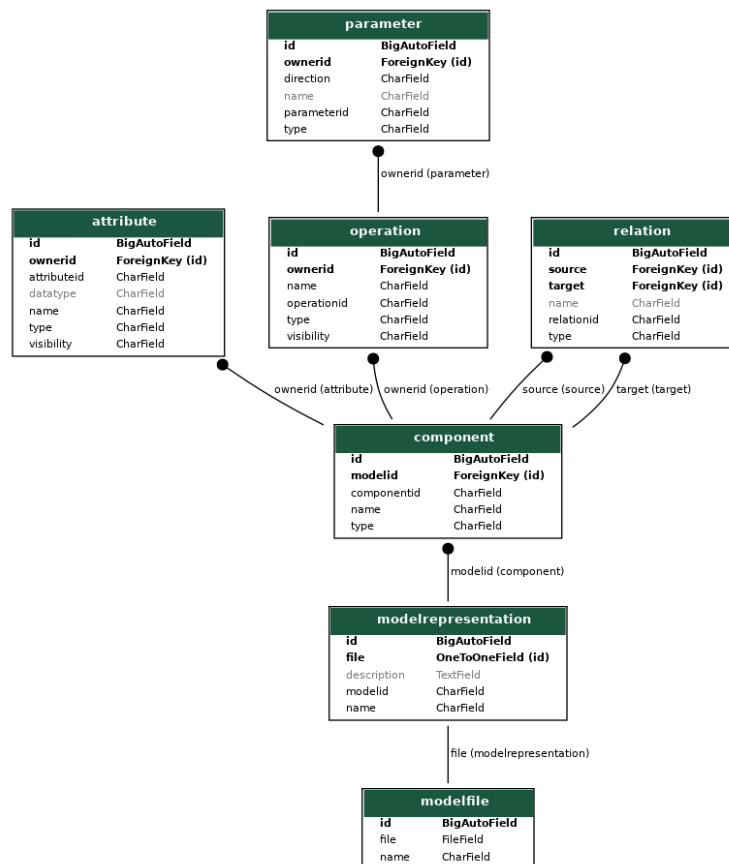 parameter
id BigAutoField
ownerid ForeignKey (id)
direction CharField
name CharField
parameterid CharField
type CharField
ownerid (parameter)
attribute
id BigAutoField
ownerid ForeignKey (id)
attributeid CharField
datatype CharField
name CharField
type CharField
visibility CharField
operation
id BigAutoField
ownerid ForeignKey (id)
name CharField
operationid CharField
type CharField
visibility CharField
relation
id BigAutoField
source ForeignKey (id)
target ForeignKey (id)
name CharField
relationid CharField
type CharField
ownerid (attribute)
ownerid (operation)
source (source)
target (target)
component
id BigAutoField
modelid ForeignKey (id)
componentid CharField
name CharField
type CharField
modelid (component)
modelrepresentation
id BigAutoField
file OneToOneField (id)
description TextField
modelid CharField
name CharField
file (modelrepresentation)
modelfile
id BigAutoField
file FileField
name CharField